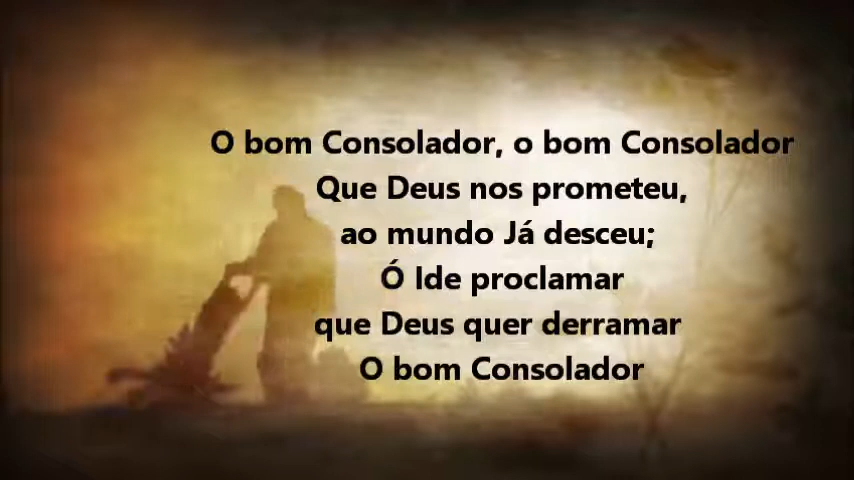 O bom Consolador, o bom Consolador
Que Deus nos prometeu,
ao mundo Já desceu;
Ó Ide proclamar
que Deus quer derramar
O bom Consolador